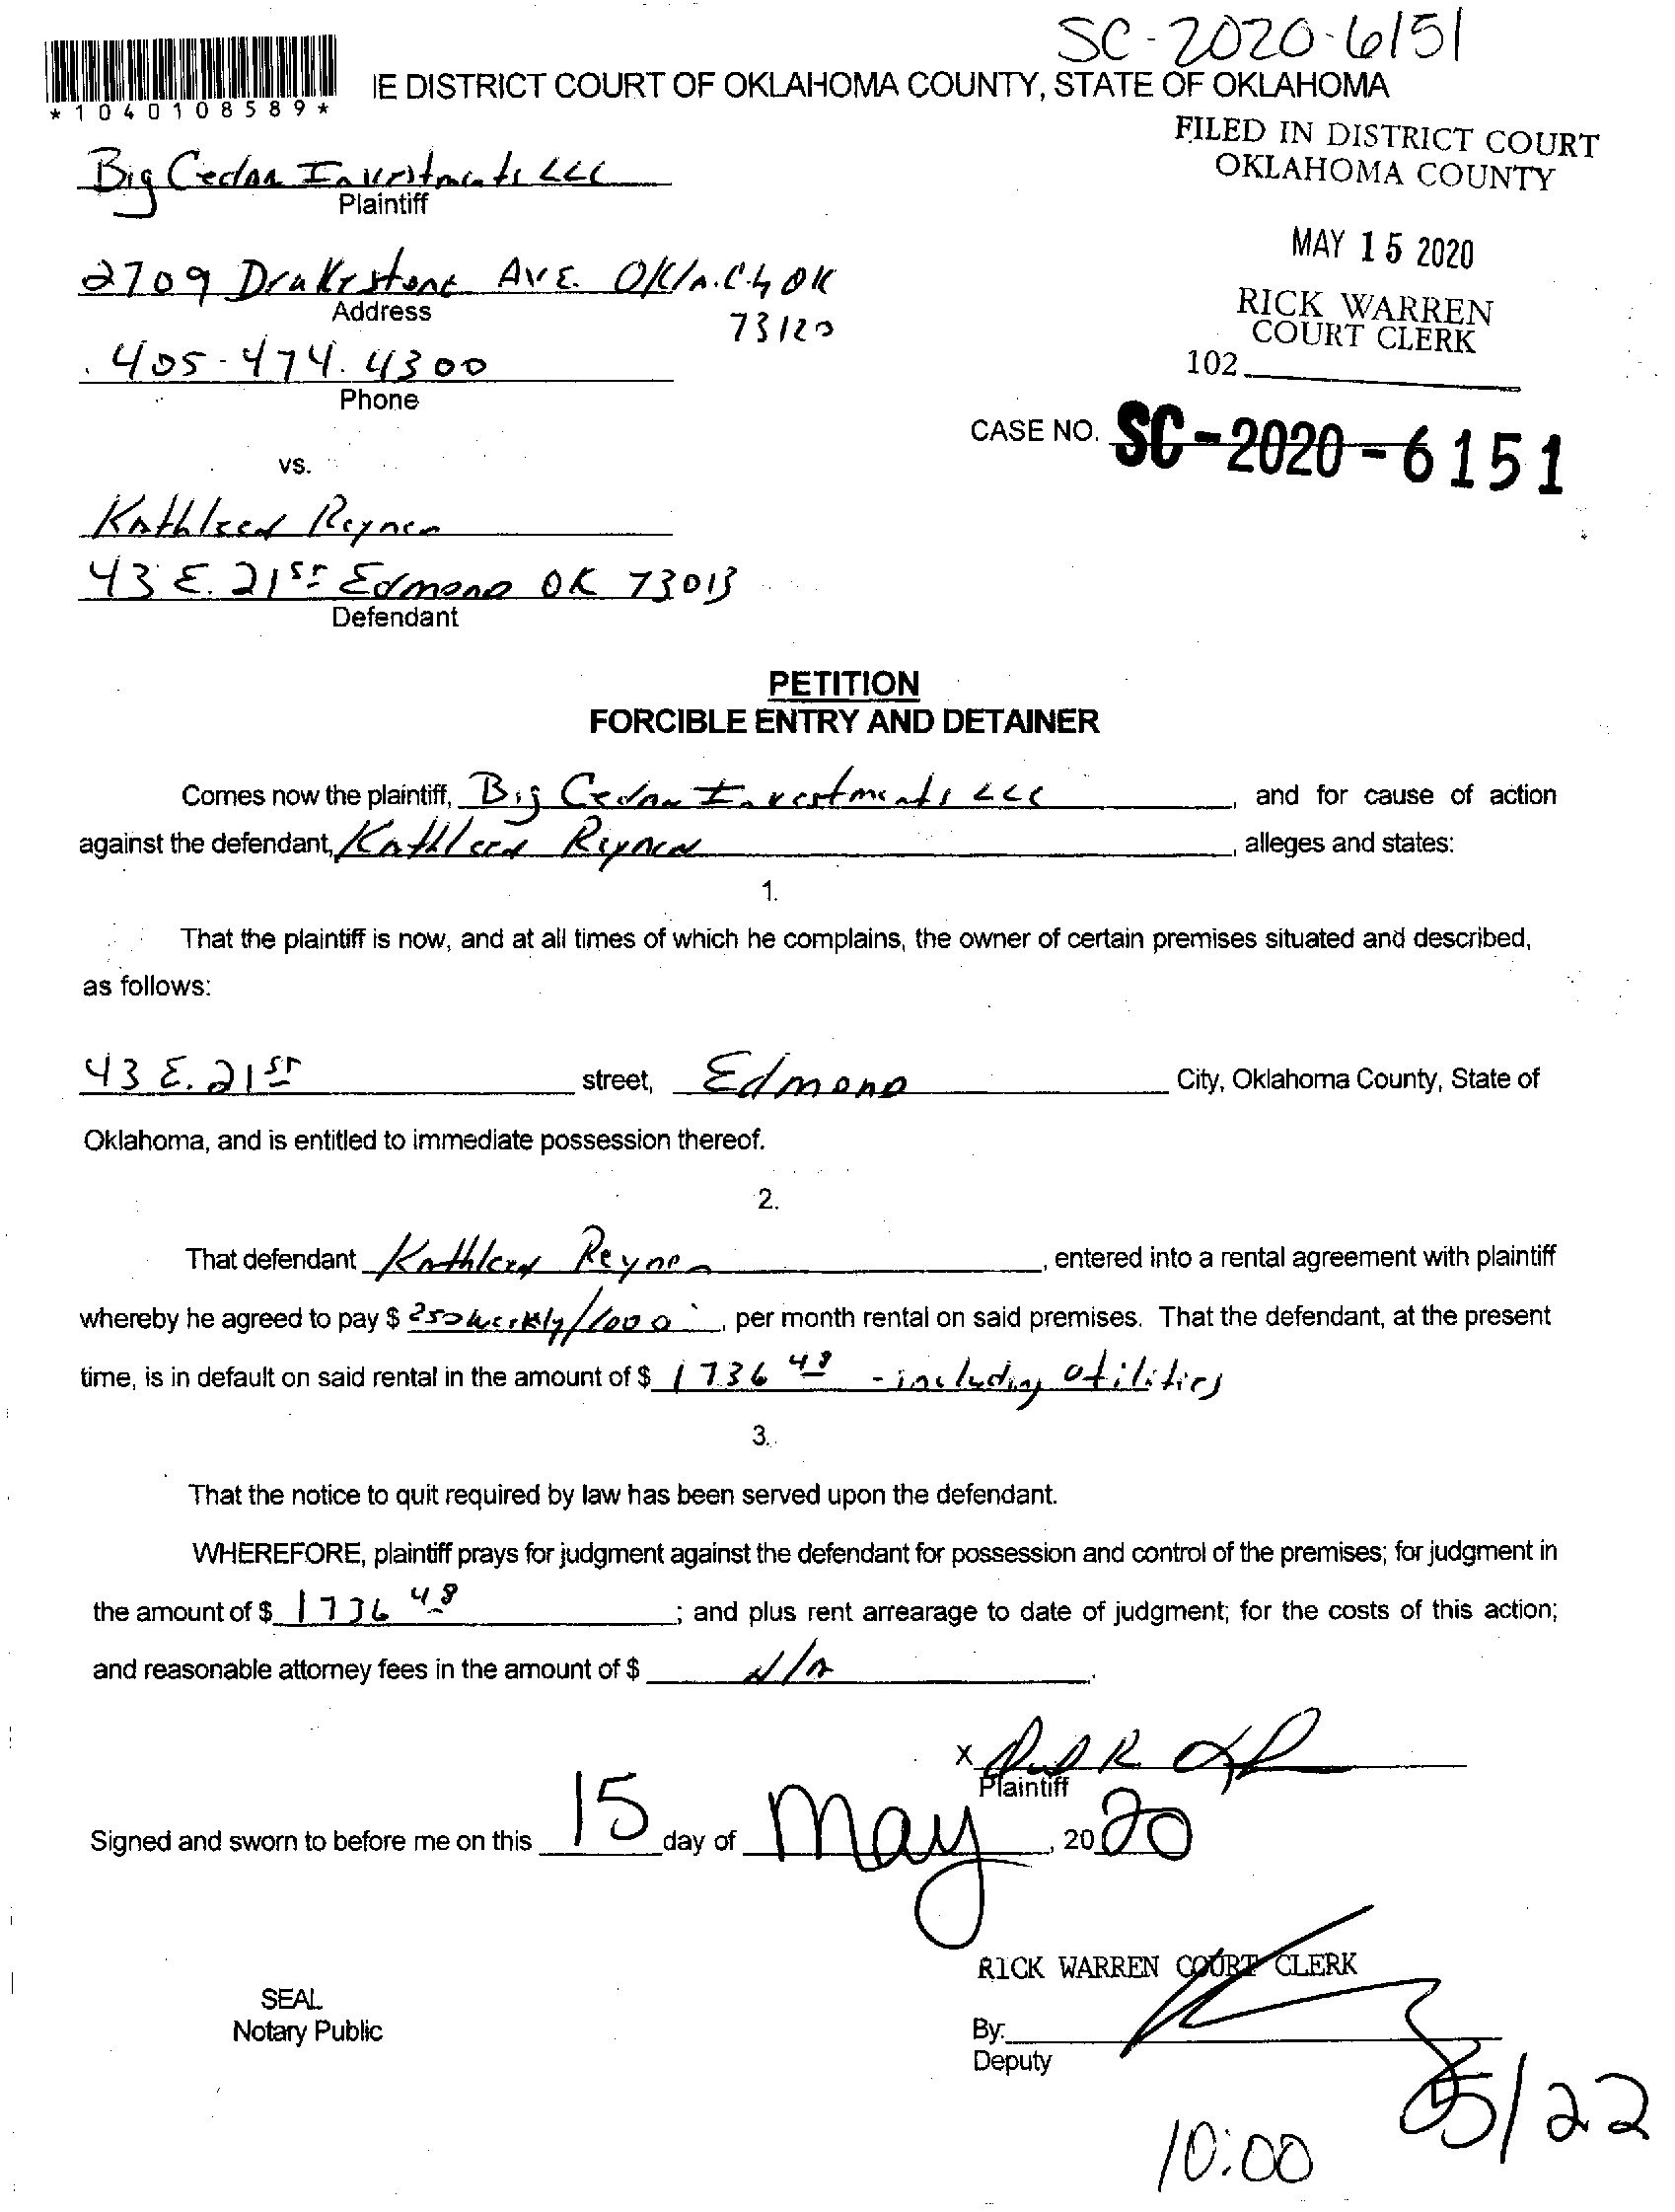 SC-2020-6151
*1040108589*
IE DISTRICT COURT OF OKLAHOMA COUNTY, STATE OF OKLAHOMA
FILED IN DISTRICT COURT
OKLAHOMA COUNTY
Big Cedar Investments LLC
Plaintiff
MAY 15 2020
2709 Drakestone AVE. Okla. City OK
Address
73120
RICK WARREN
COURT CLERK
102
405-474.4300
Phone
CASE NO. SC-2020-6151
vs.
Kathleen Reynen
43 E. 21ST Edmond OK 73013
Defendant
PETITION
FORCIBLE ENTRY AND DETAINER
Comes now the plaintiff, Big Cedar Investments LLC, and for cause of action
against the defendant, Kathleen Reynen, alleges and states:
1.
That the plaintiff is now, and at all times of which he complains, the owner of certain premises situated and described,
as follows:
43 E. 21ST street, Edmond City, Oklahoma County, State of
Oklahoma, and is entitled to immediate possession thereof.
2.
That defendant Kathleen Reynen, entered into a rental agreement with plaintiff
whereby he agreed to pay $ 250 weekly/1000 per month rental on said premises. That the defendant, at the present
time, is in default on said rental in the amount of $ 1736 48 - including utilities
3.
That the notice to quit required by law has been served upon the defendant.
WHEREFORE, plaintiff prays for judgment against the defendant for possession and control of the premises; for judgment in
the amount of $ 1736 48; and plus rent arrearage to date of judgment; for the costs of this action;
and reasonable attorney fees in the amount of $ N/A.
X
Plaintiff
Signed and sworn to before me on this 15 day of May, 2020
RICK WARREN COURT CLERK
SEAL
Notary Public
By:
Deputy
05/22
10:00